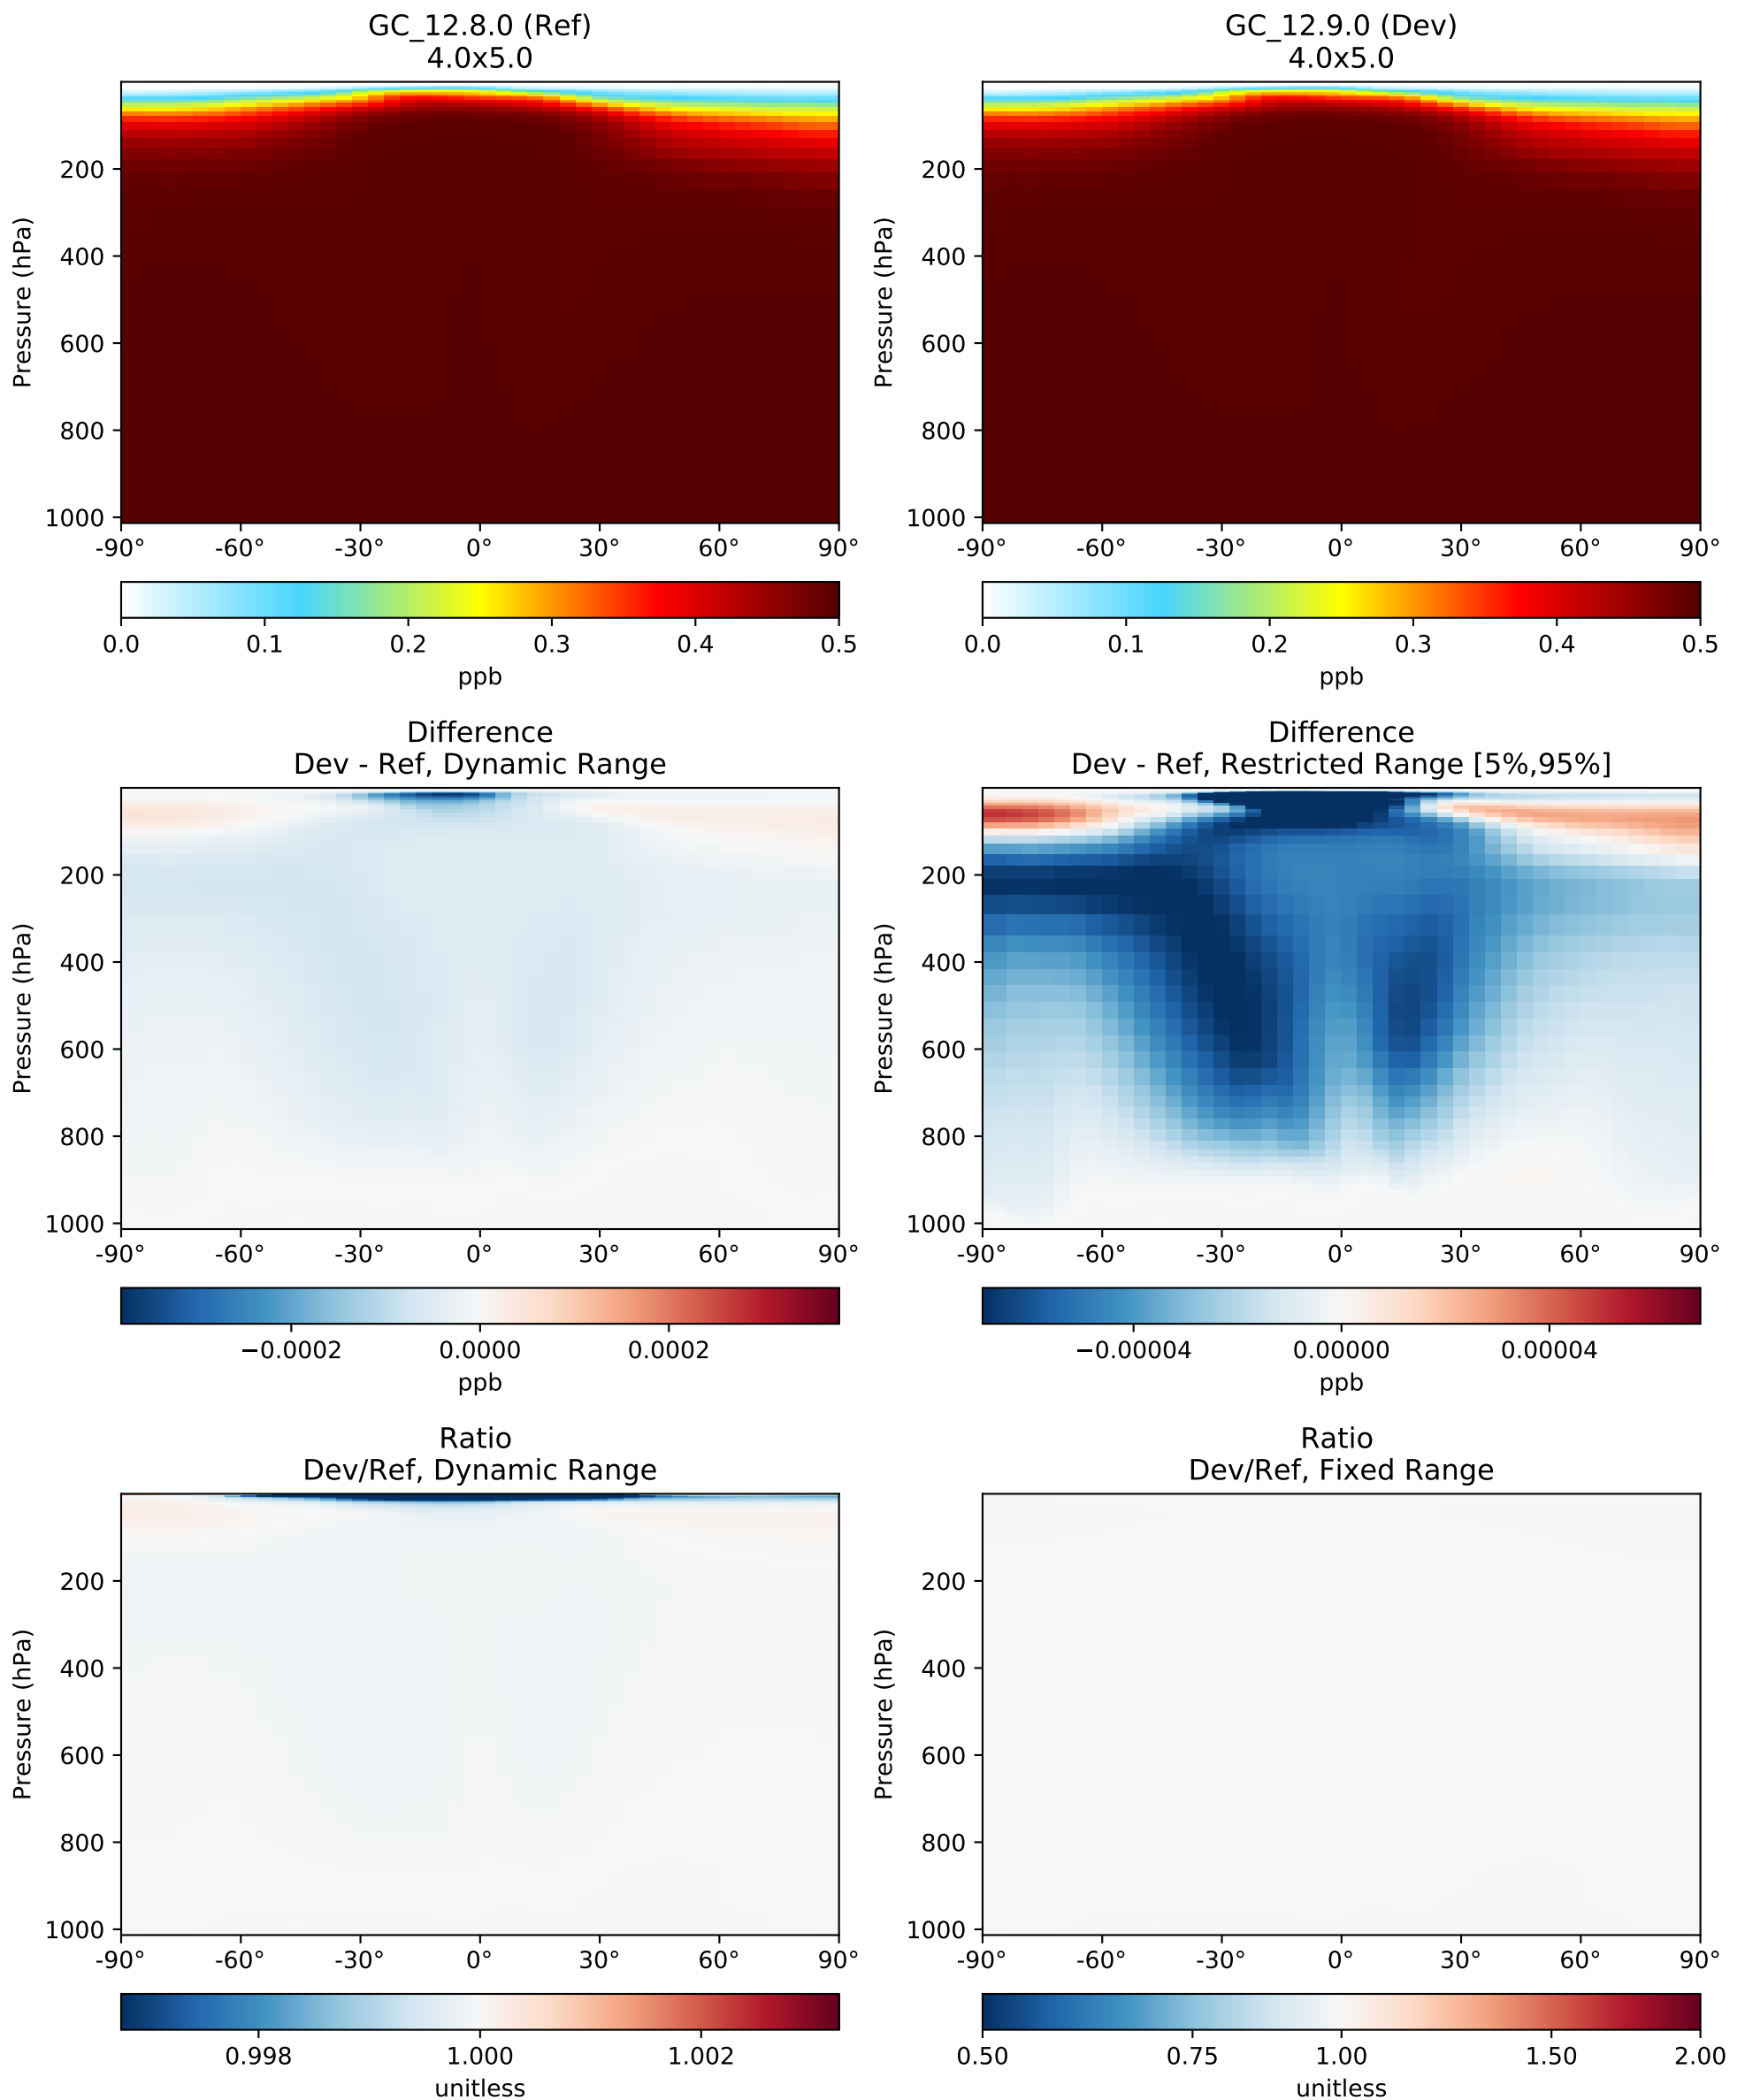 GC_12.8.0 (Ref)
4.0x5.0
Pressure (hPa)
200
400
600
800
1000
-90° -60° -30° 0° 30° 60° 90°
0.0 0.1 0.2 0.3 0.4 0.5
ppb
GC_12.9.0 (Dev)
4.0x5.0
Pressure (hPa)
200
400
600
800
1000
-90° -60° -30° 0° 30° 60° 90°
0.0 0.1 0.2 0.3 0.4 0.5
ppb
Difference
Dev - Ref, Dynamic Range
Pressure (hPa)
200
400
600
800
1000
-90° -60° -30° 0° 30° 60° 90°
−0.0002 0.0000 0.0002
ppb
Difference
Dev - Ref, Restricted Range [5%,95%]
Pressure (hPa)
200
400
600
800
1000
-90° -60° -30° 0° 30° 60° 90°
−0.00004 0.00000 0.00004
ppb
Ratio
Dev/Ref, Dynamic Range
Pressure (hPa)
200
400
600
800
1000
-90° -60° -30° 0° 30° 60° 90°
0.998 1.000 1.002
unitless
Ratio
Dev/Ref, Fixed Range
Pressure (hPa)
200
400
600
800
1000
-90° -60° -30° 0° 30° 60° 90°
0.50 0.75 1.00 1.50 2.00
unitless